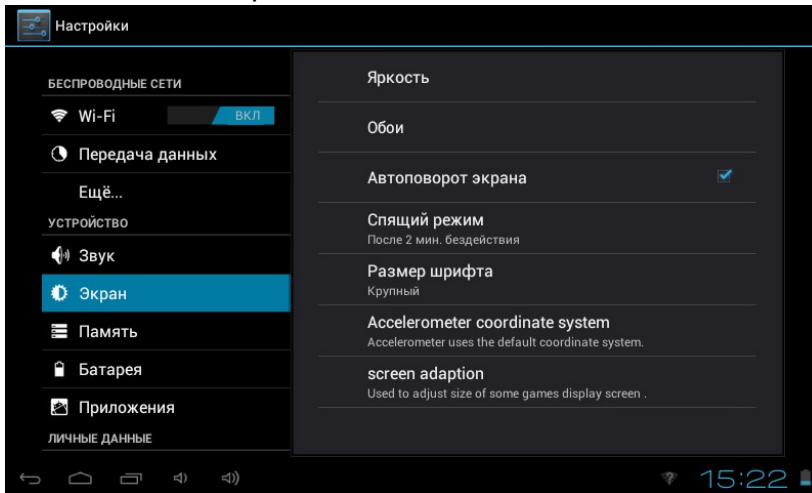 Настройки
БЕСПРОВОДНЫЕ СЕТИ
Wi-Fi
ВКЛ
Передача данных
Ещё...
УСТРОЙСТВО
Звук
Экран
Память
Батарея
Приложения
ЛИЧНЫЕ ДАННЫЕ
Яркость
Обои
Автоповорот экрана
Спящий режим
После 2 мин. бездействия
Размер шрифта
Крупный
Accelerometer coordinate system
Accelerometer uses the default coordinate system.
screen adaption
Used to adjust size of some games display screen .
15:22